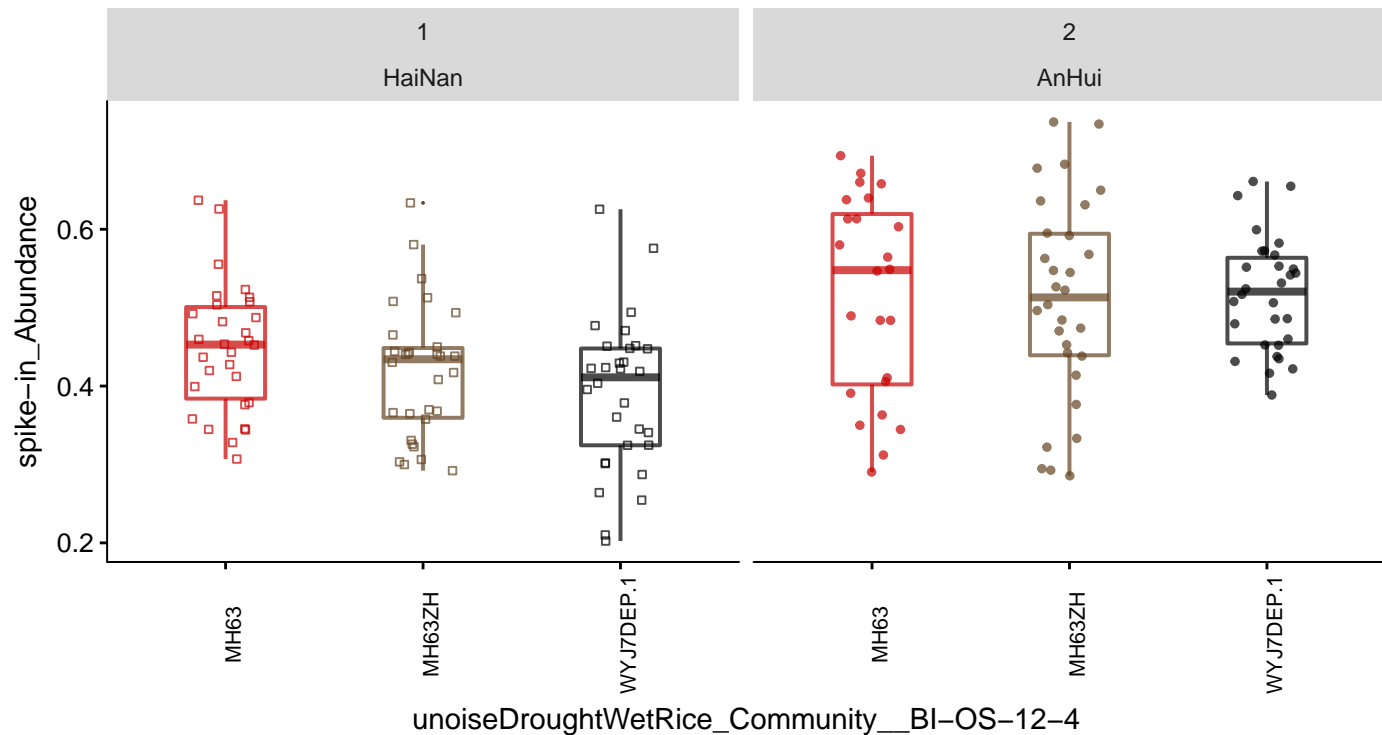 1
2
HaiNan
AnHui
spike−in_Abundance
0.6
0.4
0.2
MH63
MH63ZH
WYJ7DEP.1
MH63
MH63ZH
WYJ7DEP.1
unoiseDroughtWetRice_Community__BI−OS−12−4